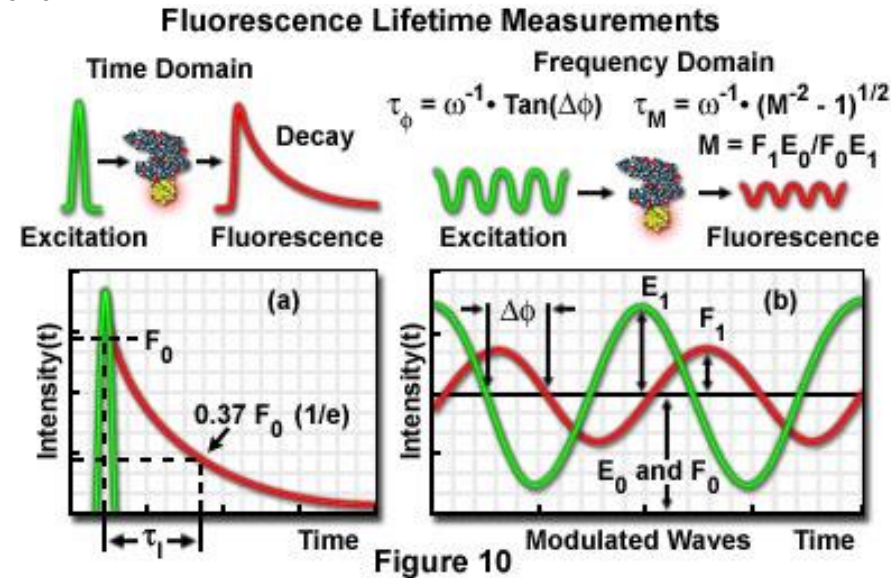 Fluorescence Lifetime Measurements
Time Domain
Decay
Excitation
Fluorescence
Frequency Domain
τϕ = ω⁻¹ • Tan(Δϕ)
τM = ω⁻¹ • (M⁻² - 1)¹/²
M = F₁E₀/F₀E₁
Excitation
Fluorescence
Intensity(t)
(a)
F₀
0.37 F₀ (1/e)
τₗ
Time
Intensity(t)
(b)
Δϕ
E₁
F₁
E₀ and F₀
Modulated Waves
Time
Figure 10